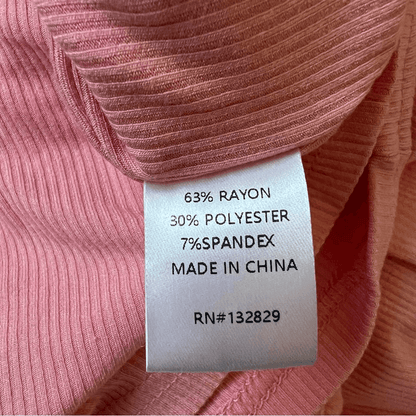 63% RAYON
30% POLYESTER
7%SPANDEX
MADE IN CHINA
RN#132829